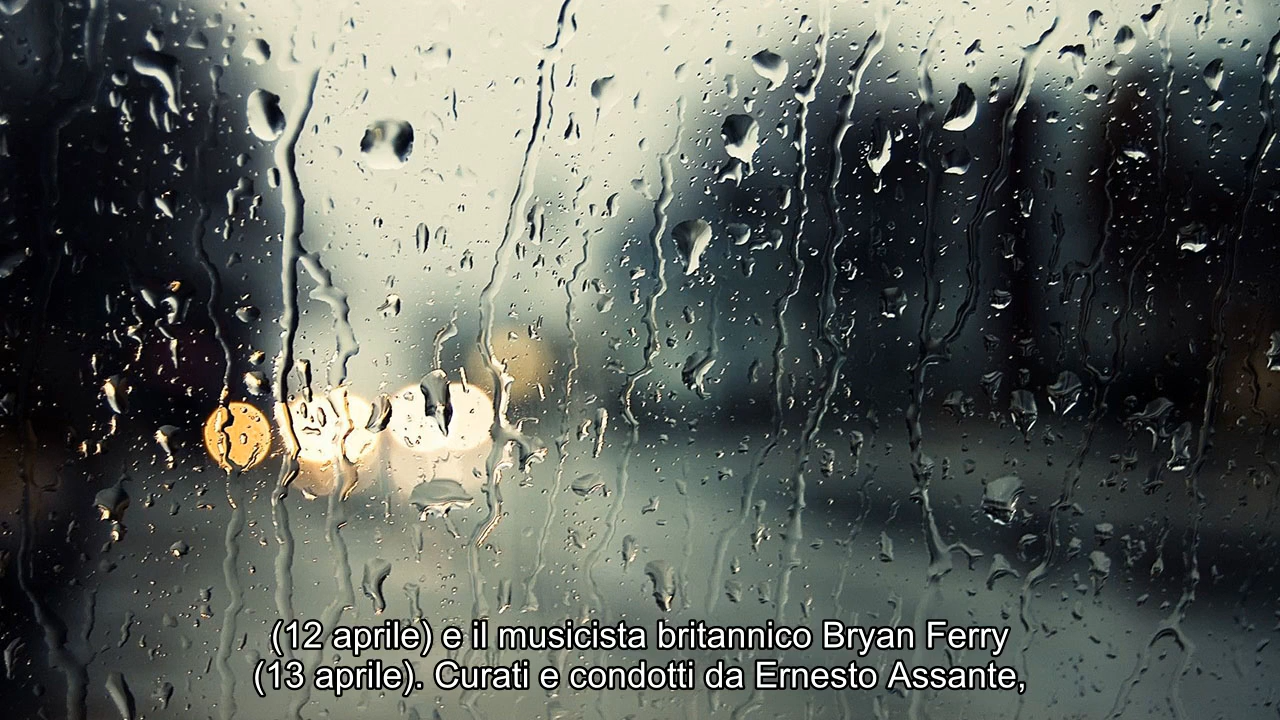 (12 aprile) e il musicista britannico Bryan Ferry
(13 aprile). Curati e condotti da Ernesto Assante,